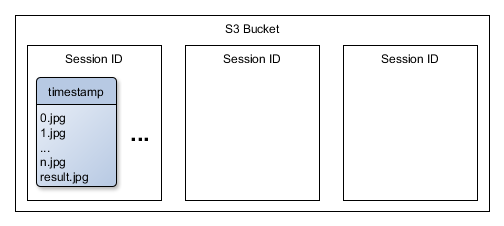 S3 Bucket
Session ID
timestamp
0.jpg
1.jpg
...
n.jpg
result.jpg
...
Session ID
Session ID